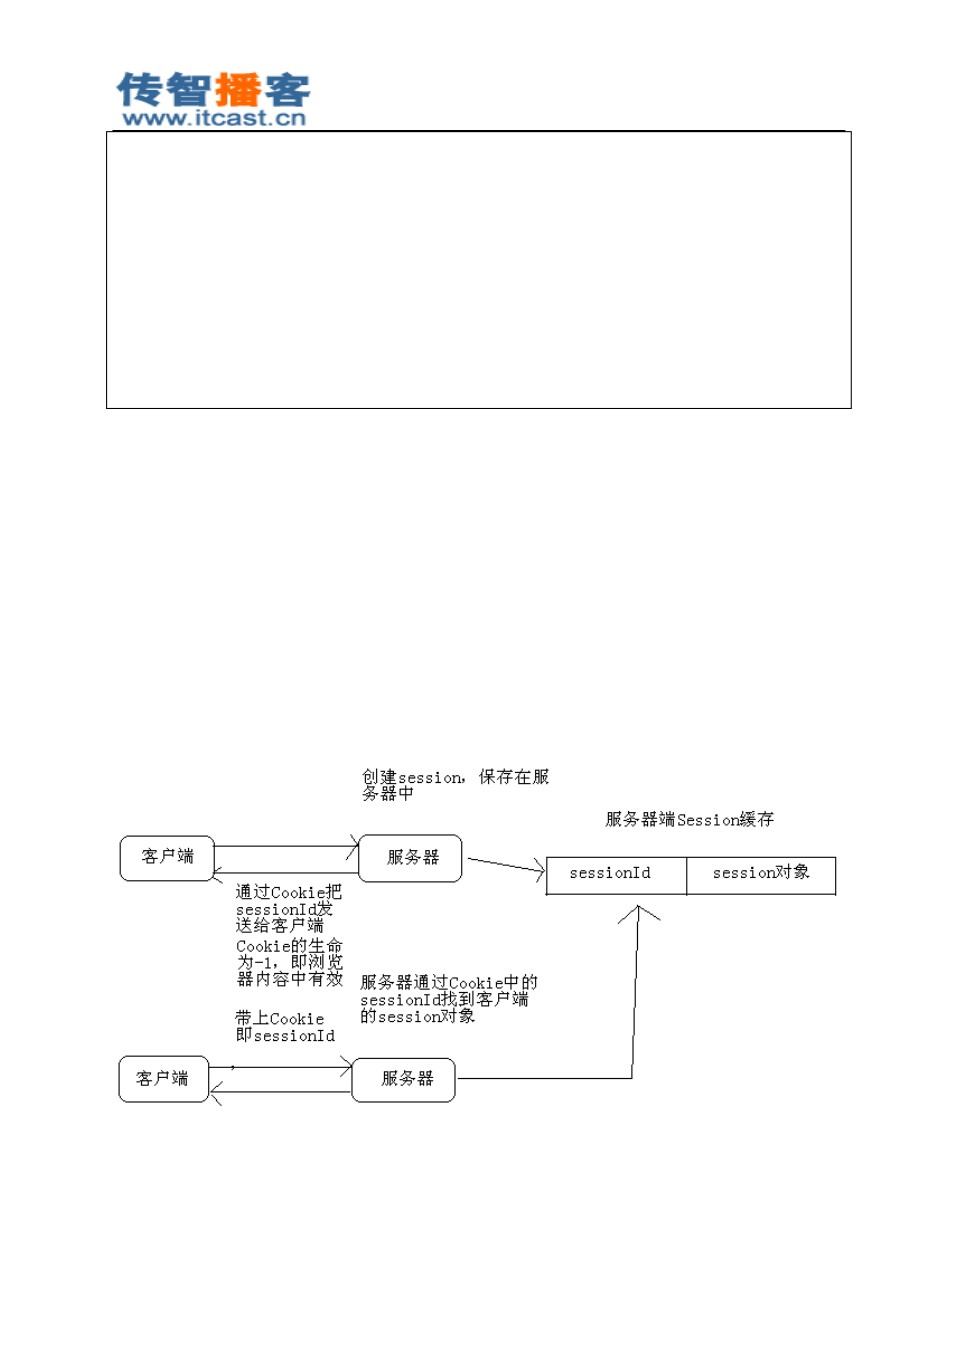 传智播客
www.itcast.cn
创建session，保存在服
务器中
服务器端Session缓存
客户端
服务器
sessionId
session对象
通过Cookie把
sessionId发
送给客户端
Cookie的生命
为-1，即浏览
器内容中有效
服务器通过Cookie中的
sessionId找到客户端
的session对象
带上Cookie
即sessionId
客户端
服务器